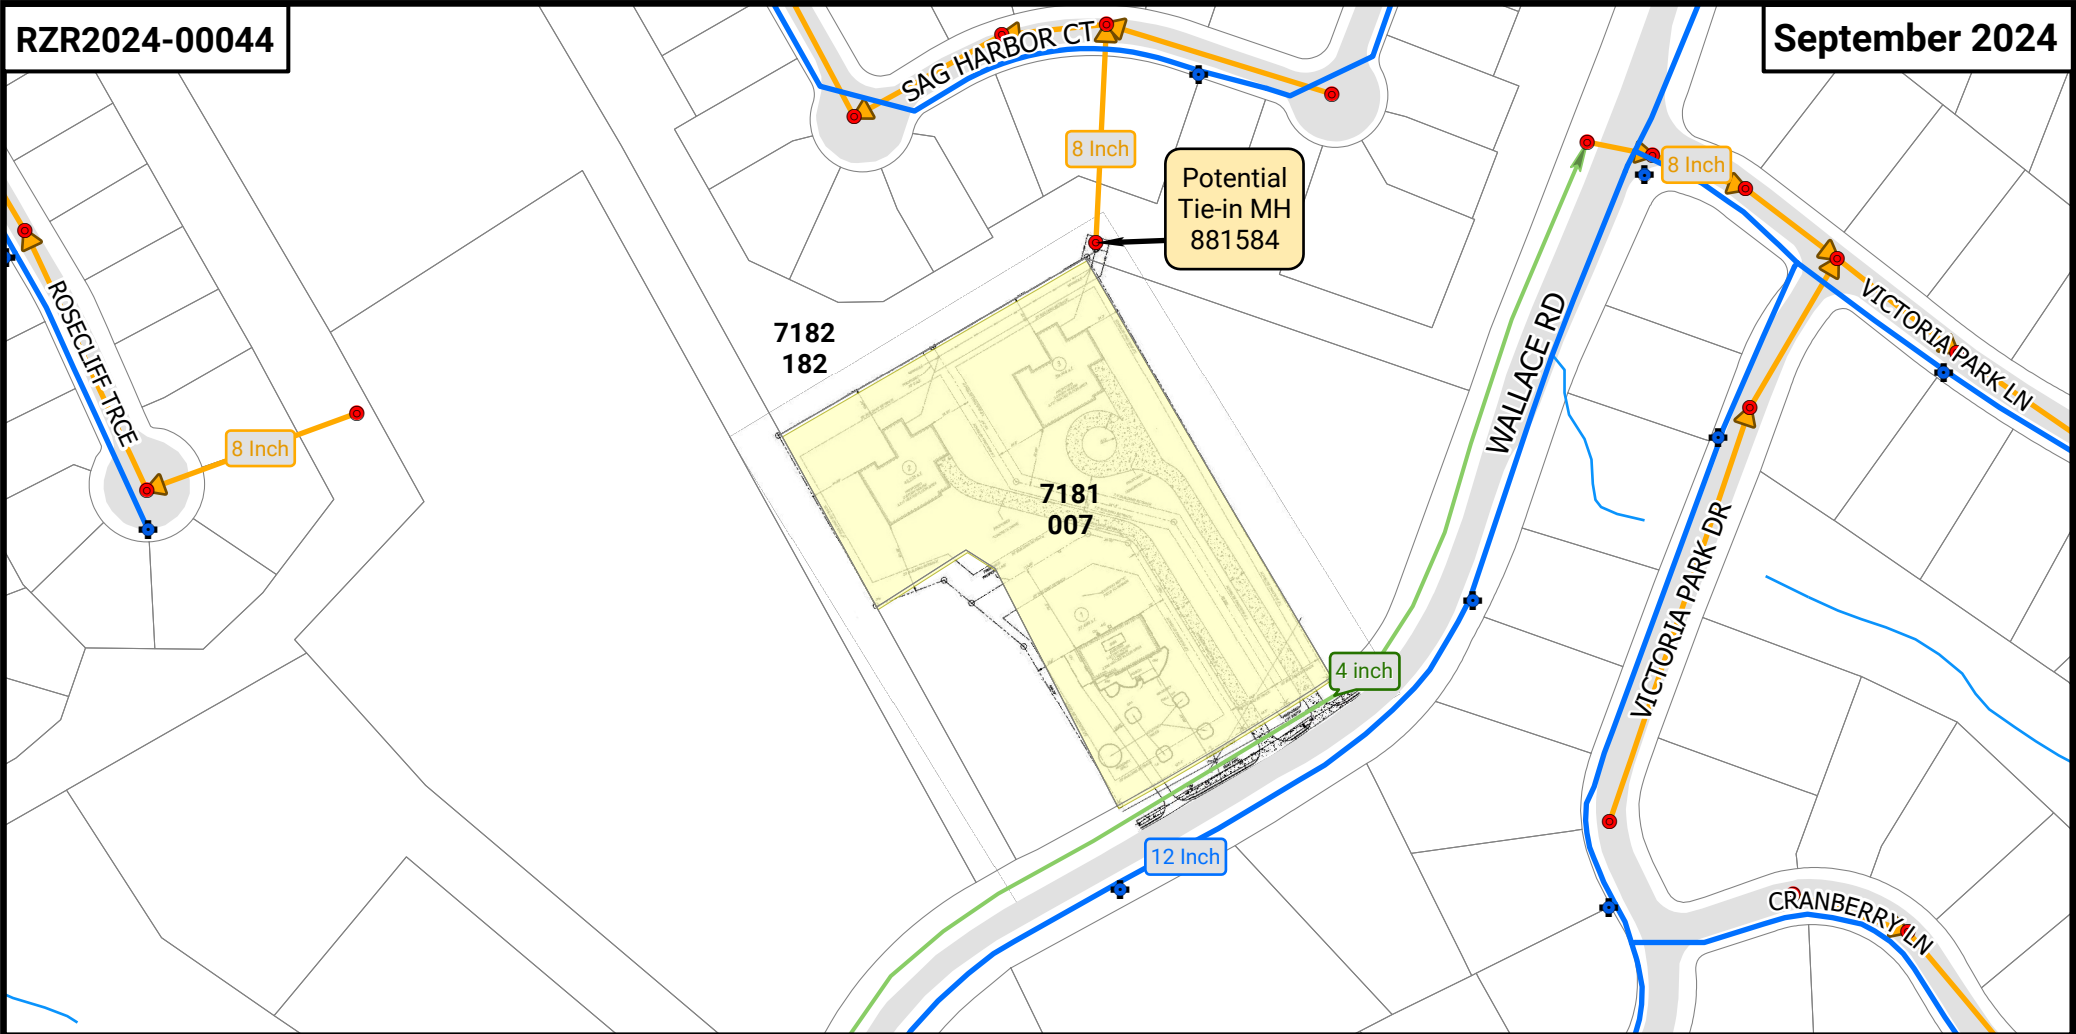 RZR2024-00044
September 2024
SAG HARBOR CT
8 Inch
8 Inch
Potential
Tie-in MH
881584
ROSECLIFF TRCE
8 Inch
7182
182
WALLACE RD
VICTORIA PARK LN
7181
007
VICTORIA PARK DR
4 inch
12 Inch
CRANBERRY LN